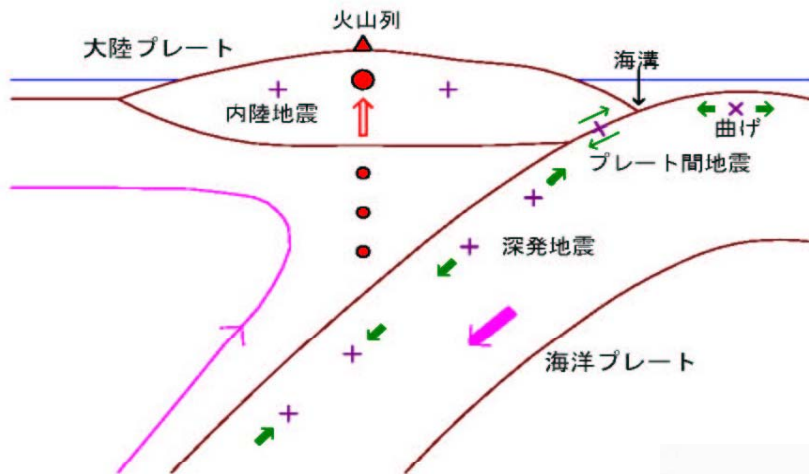 火山列
大陸プレート
海溝
内陸地震
曲げ
プレート間地震
深発地震
海洋プレート